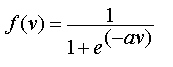 f(v) = 1 / (1 + e^(-av))